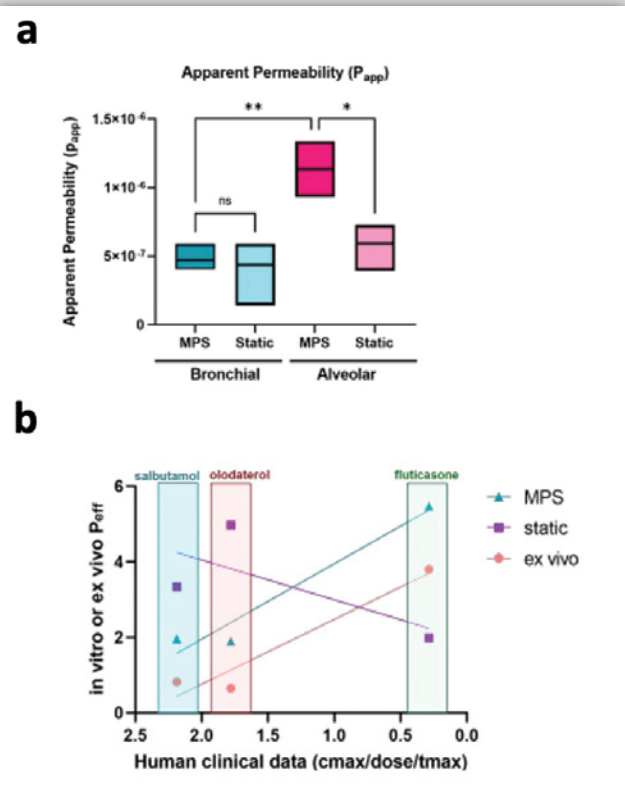 a
Apparent Permeability (Papp)
Apparent Permeability (papp)
1.5×10-6
1×10-6
5×10-7
0
**
*
ns
MPS Static MPS Static
Bronchial Alveolar
b
salbutamol olodaterol fluticasone
in vitro or ex vivo Peff
6
4
2
0
2.5 2.0 1.5 1.0 0.5 0.0
Human clinical data (cmax/dose/tmax)
MPS
static
ex vivo